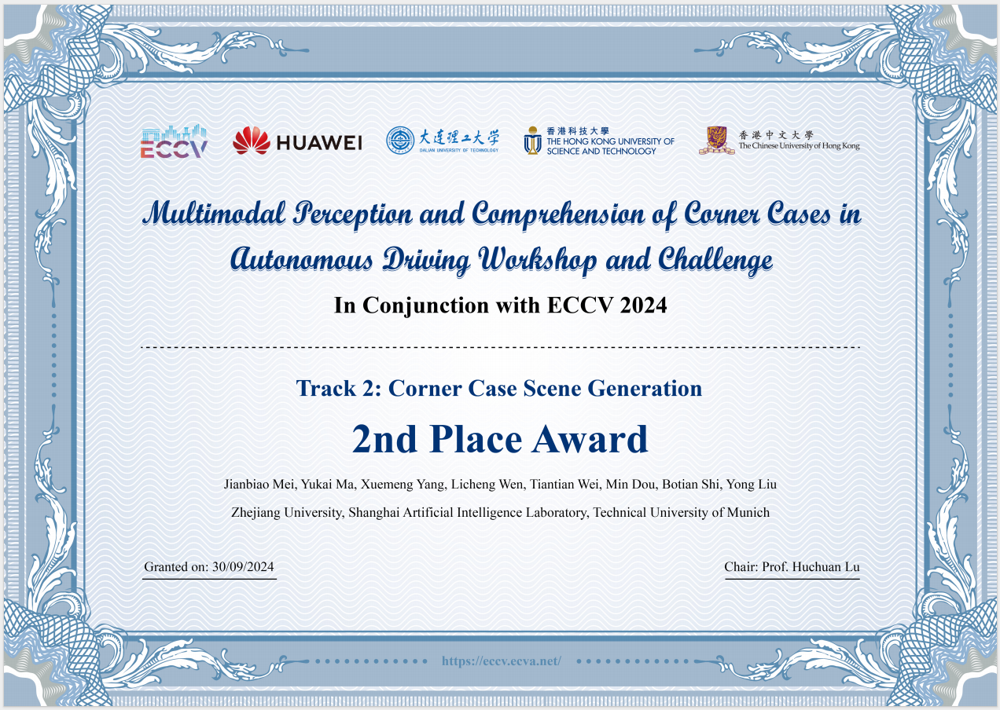 ECCV
HUAWEI
大连理工大学
DALIAN UNIVERSITY OF TECHNOLOGY
香港科技大學
THE HONG KONG UNIVERSITY OF
SCIENCE AND TECHNOLOGY
香港中文大學
The Chinese University of Hong Kong
Multimodal Perception and Comprehension of Corner Cases in
Autonomous Driving Workshop and Challenge
In Conjunction with ECCV 2024
Track 2: Corner Case Scene Generation
2nd Place Award
Jianbiao Mei, Yukai Ma, Xuemeng Yang, Licheng Wen, Tiantian Wei, Min Dou, Botian Shi, Yong Liu
Zhejiang University, Shanghai Artificial Intelligence Laboratory, Technical University of Munich
Granted on: 30/09/2024
Chair: Prof. Huchuan Lu
https://eccv.ecva.net/